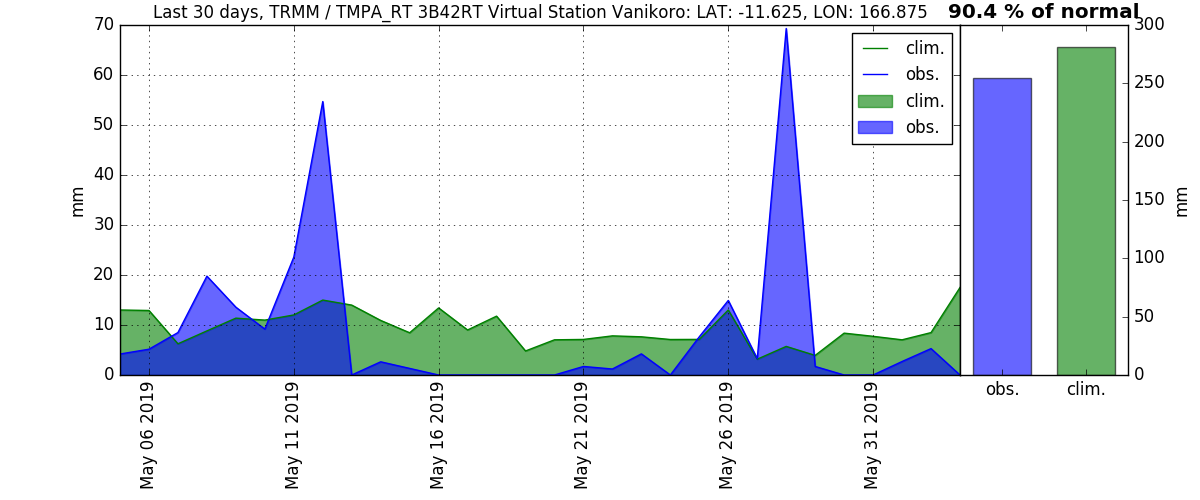 Last 30 days, TRMM / TMPA_RT 3B42RT Virtual Station Vanikoro: LAT: -11.625, LON: 166.875
90.4 % of normal
70
60
50
40
30
20
10
0
mm
clim.
obs.
clim.
obs.
May 06 2019
May 11 2019
May 16 2019
May 21 2019
May 26 2019
May 31 2019
300
250
200
150
100
50
0
mm
obs.
clim.